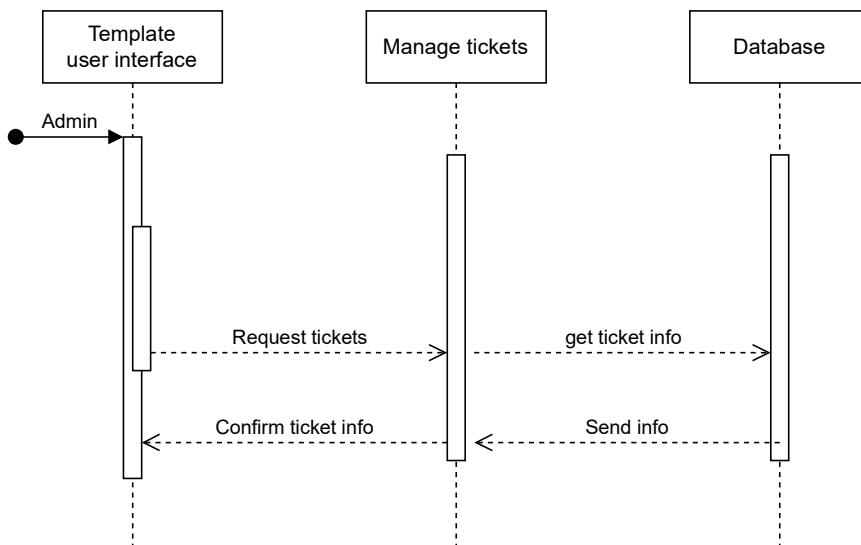 Template
user interface
Manage tickets
Database
Admin
Request tickets
get ticket info
Confirm ticket info
Send info